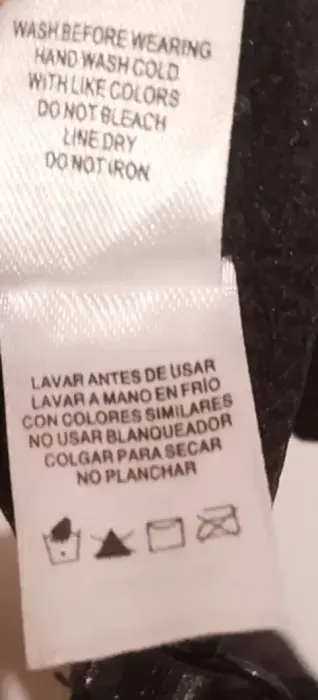 WASH BEFORE WEARING
HAND WASH COLD
WITH LIKE COLORS
DO NOT BLEACH
LINE DRY
DO NOT IRON
LAVAR ANTES DE USAR
LAVAR A MANO EN FRÍO
CON COLORES SIMILARES
NO USAR BLANQUEADOR
COLGAR PARA SECAR
NO PLANCHAR